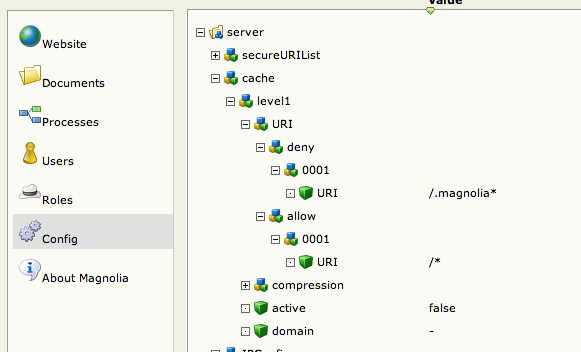 Value
Website
Documents
Processes
Users
Roles
Config
About Magnolia
server
secureURIList
cache
level1
URI
deny
0001
URI /.magnolia*
allow
0001
URI /*
compression
active false
domain -